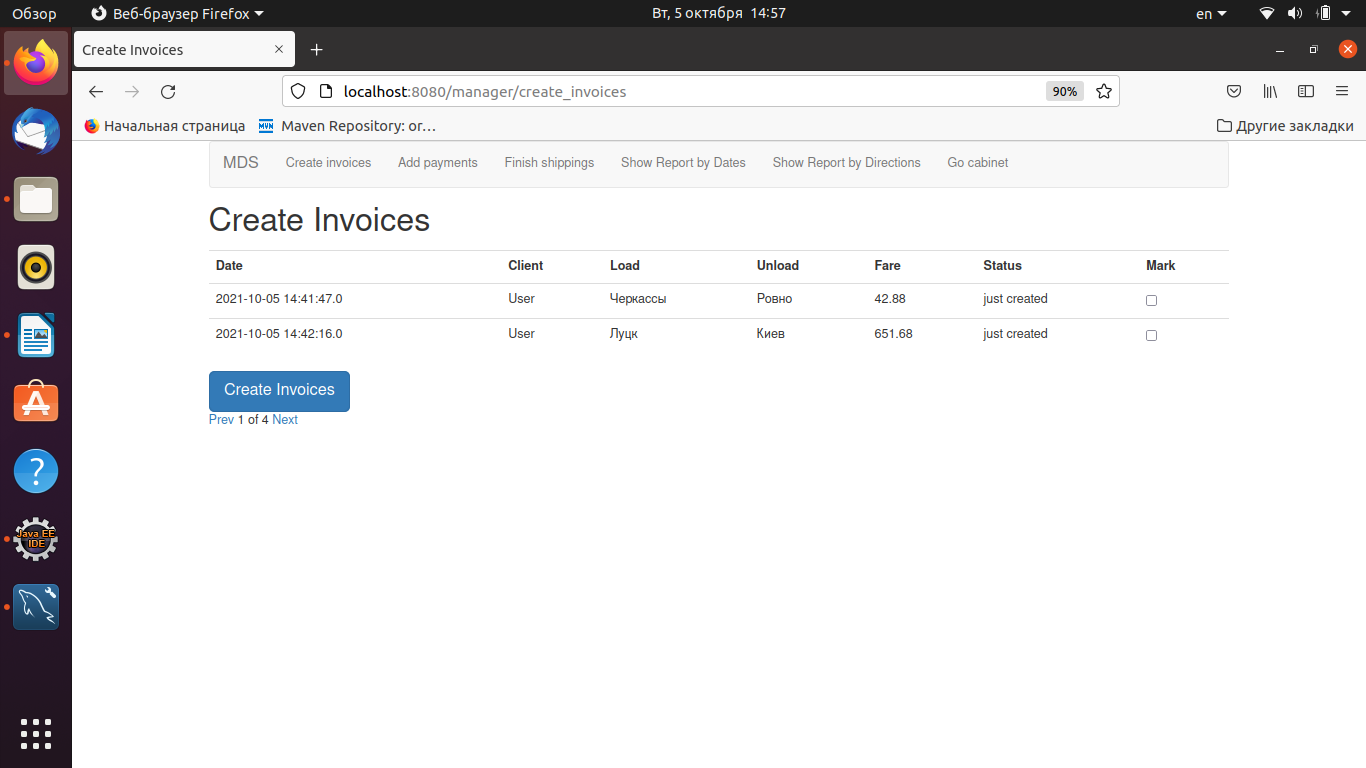 Обзор Веб-браузер Firefox Вт, 5 октября 14:57 en
Create Invoices
localhost:8080/manager/create_invoices 90%
Начальная страница MVN Maven Repository: or… Другие закладки
MDS Create invoices Add payments Finish shippings Show Report by Dates Show Report by Directions Go cabinet
Create Invoices
Date Client Load Unload Fare Status Mark
2021-10-05 14:41:47.0 User Черкассы Ровно 42.88 just created
2021-10-05 14:42:16.0 User Луцк Киев 651.68 just created
Create Invoices
Prev 1 of 4 Next
Java EE
IDE